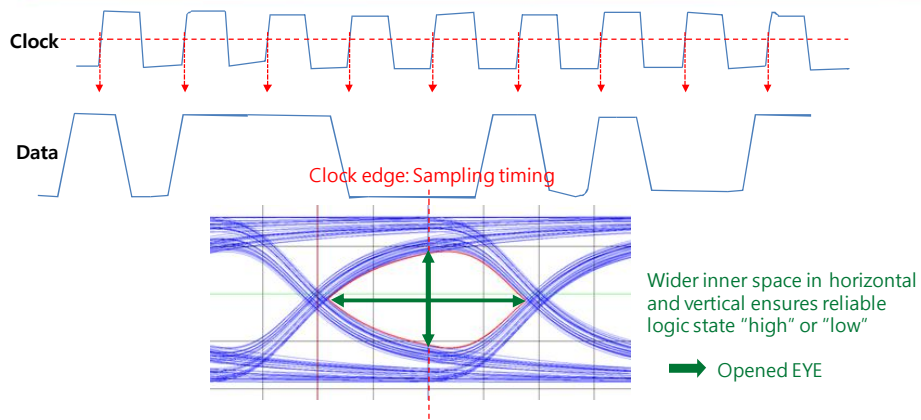 Clock
Data
Clock edge: Sampling timing
Wider inner space in horizontal
and vertical ensures reliable
logic state "high" or "low"
Opened EYE